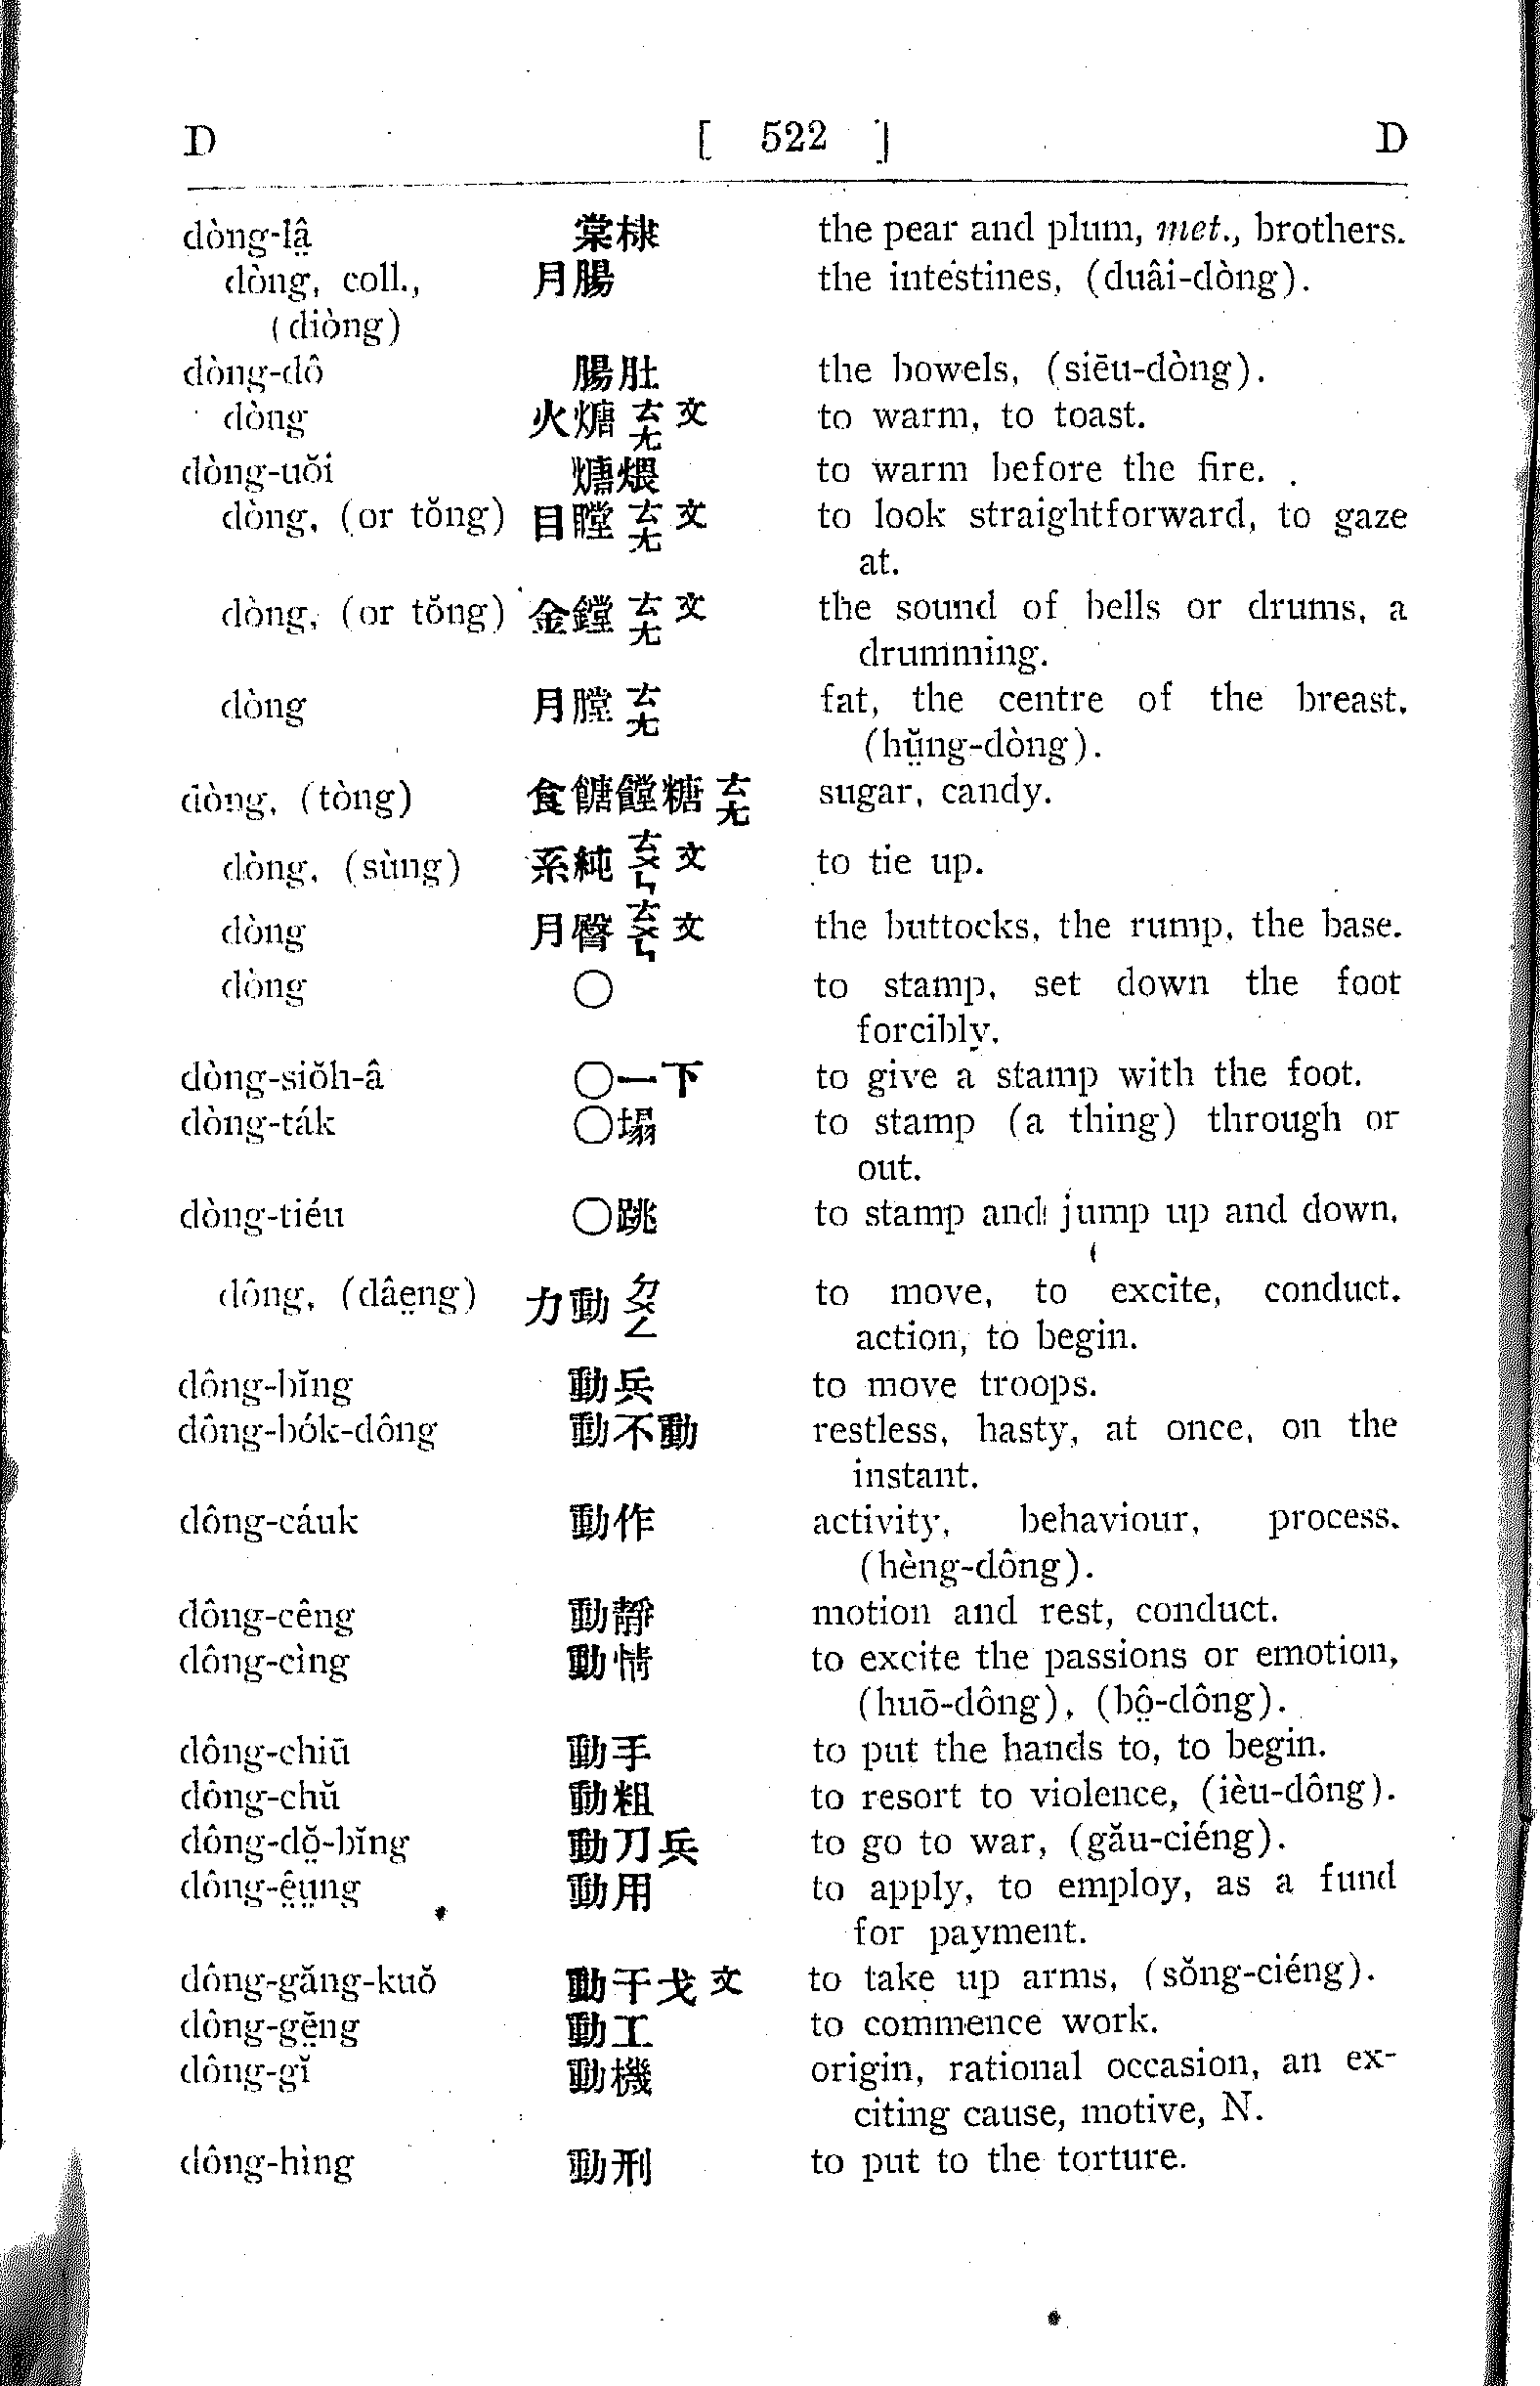 D [ 522 ] D
dòng-lâ̤ 棠棣 the pear and plum, met., brothers.
dòng, coll., 月腸 the intestines, (duâi-dòng).
(diòng)
dòng-dô 腸肚 the bowels, (siēu-dòng).
dòng 火煻 ㄊㄤ 文 to warm, to toast.
dòng-uŏi 煻煨 to warm before the fire.
dòng, (or tŏng) 目瞠 ㄊㄤ 文 to look straightforward, to gaze
at.
dòng, (or tŏng) 金鏜 ㄊㄤ 文 the sound of bells or drums, a
drumming.
dòng 月膛 ㄊㄤ fat, the centre of the breast,
(hṳ̆ng-dòng).
dòng, (tòng) 食餹饄糖 ㄊㄤ sugar, candy.
dòng, (sùng) 糸純 ㄊㄨㄣ 文 to tie up.
dòng 月臀 ㄊㄨㄣ 文 the buttocks, the rump, the base.
dòng ○ to stamp, set down the foot
forcibly.
dòng-siŏh-â ○一下 to give a stamp with the foot.
dòng-ták ○塌 to stamp (a thing) through or
out.
dòng-tiéu ○跳 to stamp and jump up and down.
dông, (dâe̤ng) 力動 ㄉㄨㄥ to move, to excite, conduct,
action, to begin.
dông-bĭng 動兵 to move troops.
dông-bók-dông 動不動 restless, hasty, at once, on the
instant.
dông-cáuk 動作 activity, behaviour, process.
(hèng-dông).
dông-cêng 動靜 motion and rest, conduct.
dông-cìng 動情 to excite the passions or emotion,
(huō-dông), (bô̤-dông).
dông-chiū 動手 to put the hands to, to begin.
dông-chŭ 動粗 to resort to violence, (ièu-dông).
dông-dŏ̤-bĭng 動刀兵 to go to war, (gău-ciéng).
dông-ê̤ṳng 動用 to apply, to employ, as a fund
for payment.
dông-găng-kuŏ 動干戈 文 to take up arms, (sŏng-ciéng).
dông-gĕ̤ng 動工 to commence work.
dông-gĭ 動機 origin, rational occasion, an ex-
citing cause, motive, N.
dông-hìng 動刑 to put to the torture.